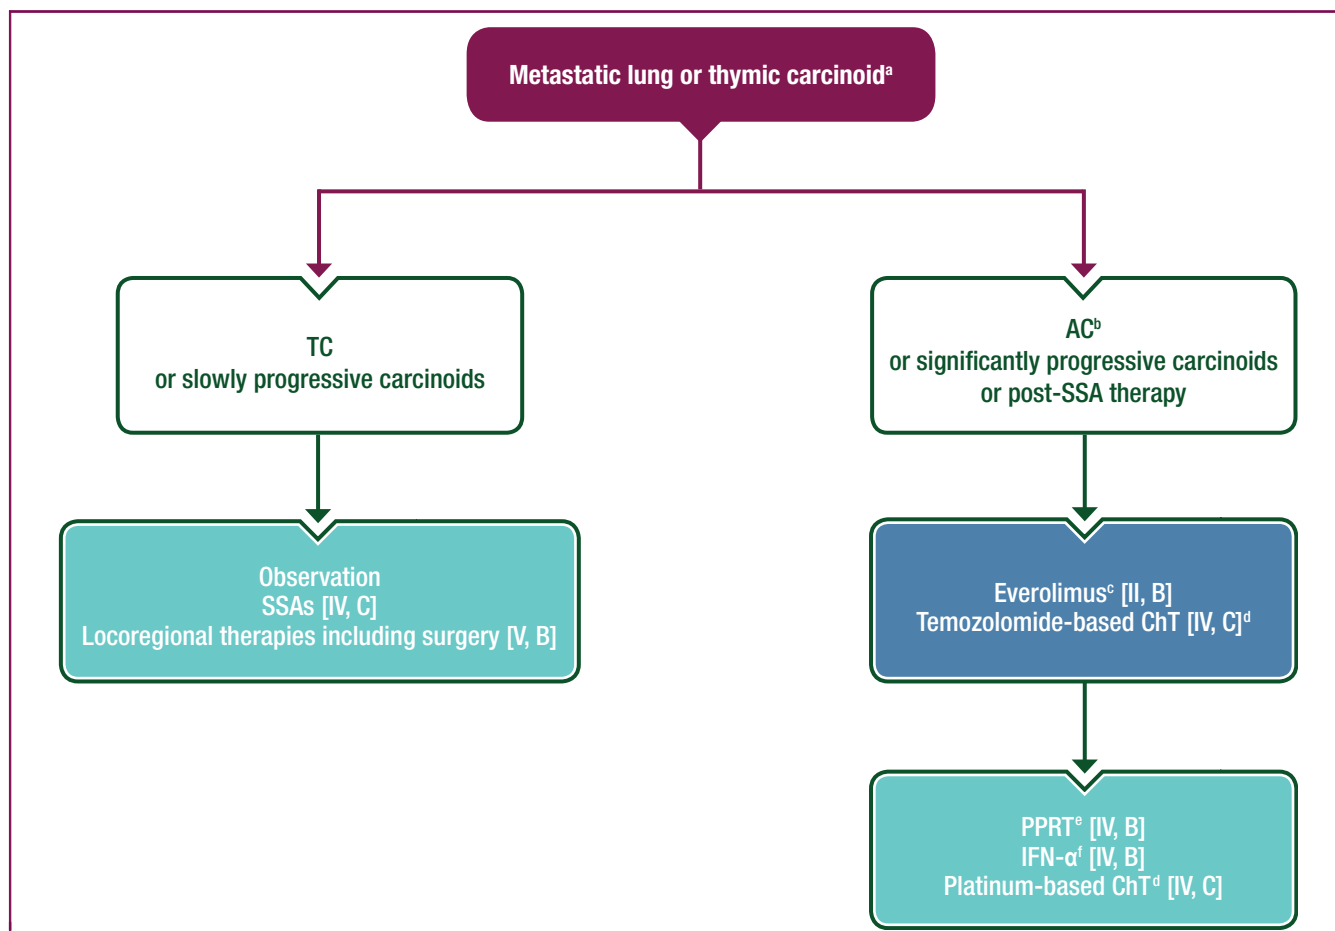 Metastatic lung or thymic carcinoidᵃ
TC
or slowly progressive carcinoids
ACᵇ
or significantly progressive carcinoids
or post-SSA therapy
Observation
SSAs [IV, C]
Locoregional therapies including surgery [V, B]
Everolimusᶜ [II, B]
Temozolomide-based ChT [IV, C]ᵈ
PPRTᵉ [IV, B]
IFN-αᶠ [IV, B]
Platinum-based ChTᵈ [IV, C]